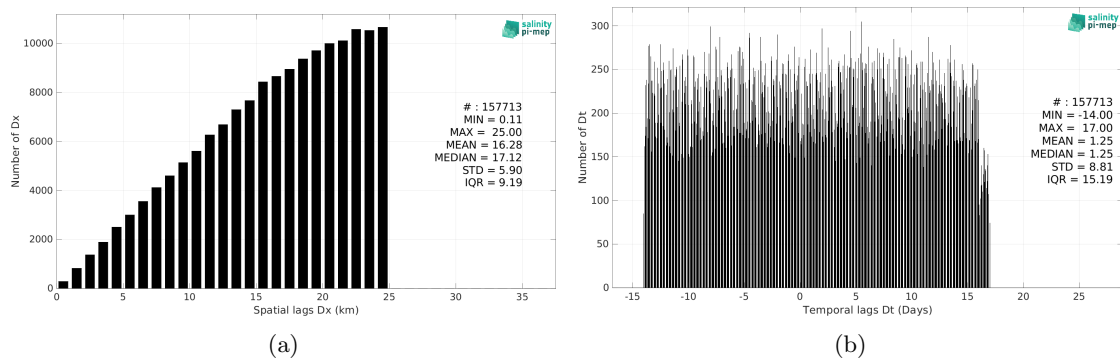 salinity
pi-mep
10000
8000
6000
4000
2000
0
Number of Dx
# : 157713
MIN = 0.11
MAX = 25.00
MEAN = 16.28
MEDIAN = 17.12
STD = 5.90
IQR = 9.19
0 5 10 15 20 25 30 35
Spatial lags Dx (km)
(a)
salinity
pi-mep
300
250
200
150
100
50
0
Number of Dt
# : 157713
MIN = -14.00
MAX = 17.00
MEAN = 1.25
MEDIAN = 1.25
STD = 8.81
IQR = 15.19
-15 -10 -5 0 5 10 15 20 25
Temporal lags Dt (Days)
(b)